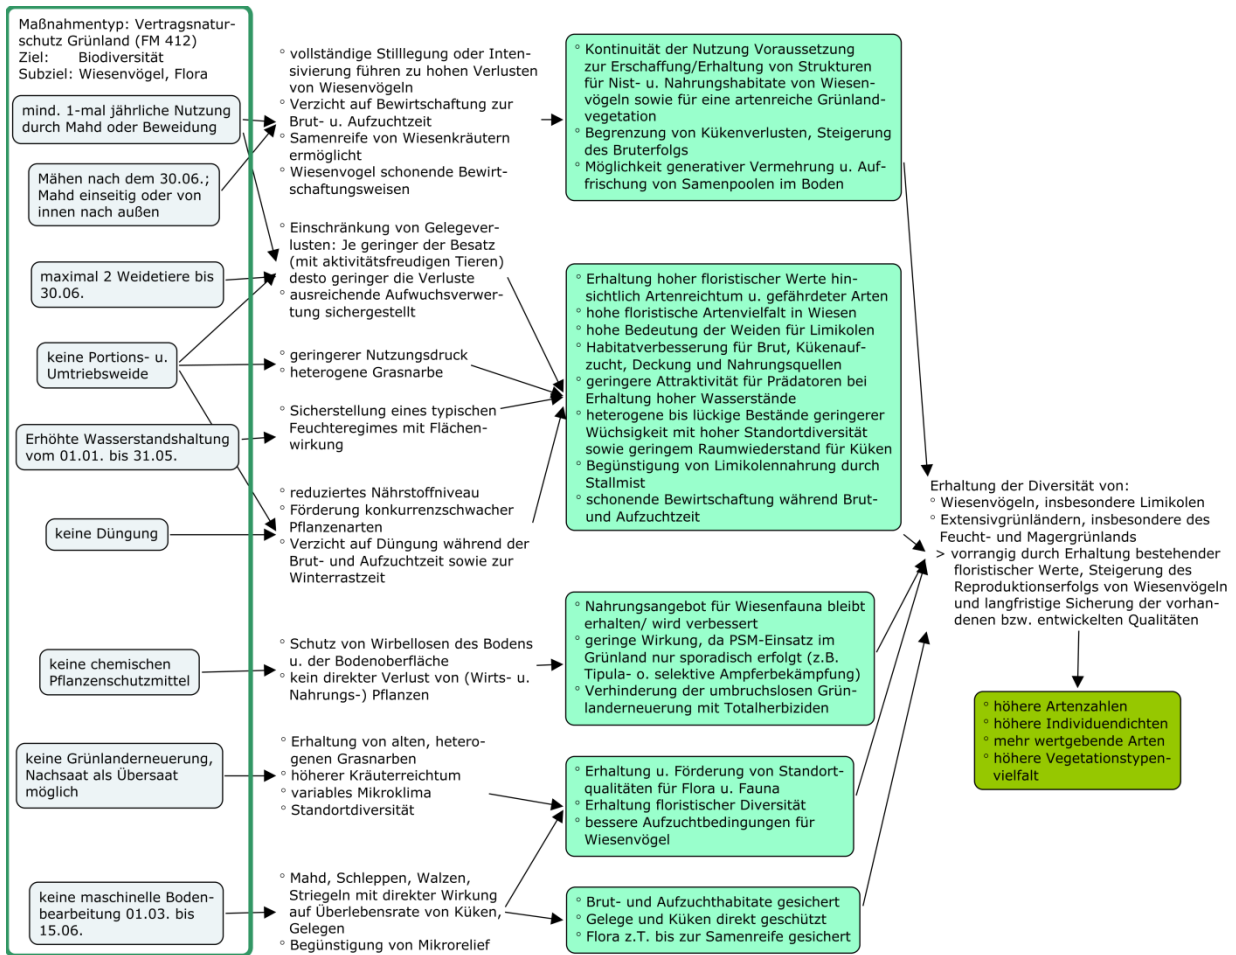 Maßnahmentyp: Vertragsnatur-
schutz Grünland (FM 412)
Ziel: Biodiversität
Subziel: Wiesenvögel, Flora
mind. 1-mal jährliche Nutzung
durch Mahd oder Beweidung
Mähen nach dem 30.06.;
Mahd einseitig oder von
innen nach außen
maximal 2 Weidetiere bis
30.06.
keine Portions- u.
Umtriebsweide
Erhöhte Wasserstandshaltung
vom 01.01. bis 31.05.
keine Düngung
keine chemischen
Pflanzenschutzmittel
keine Grünlanderneuerung,
Nachsaat als Übersaat
möglich
keine maschinelle Boden-
bearbeitung 01.03. bis
15.06.
° vollständige Stilllegung oder Inten-
sivierung führen zu hohen Verlusten
von Wiesenvögeln
° Verzicht auf Bewirtschaftung zur
Brut- u. Aufzuchtzeit
° Samenreife von Wiesenkräutern
ermöglicht
° Wiesenvogel schonende Bewirt-
schaftungsweisen
° Einschränkung von Gelegever-
lusten: Je geringer der Besatz
(mit aktivitätsfreudigen Tieren)
desto geringer die Verluste
° ausreichende Aufwuchsverwer-
tung sichergestellt
° geringerer Nutzungsdruck
° heterogene Grasnarbe
° Sicherstellung eines typischen
Feuchteregimes mit Flächen-
wirkung
° reduziertes Nährstoffniveau
° Förderung konkurrenzschwacher
Pflanzenarten
° Verzicht auf Düngung während der
Brut- und Aufzuchtzeit sowie zur
Winterrastzeit
° Schutz von Wirbellosen des Bodens
u. der Bodenoberfläche
° kein direkter Verlust von (Wirts- u.
Nahrungs-) Pflanzen
° Erhaltung von alten, hetero-
genen Grasnarben
° höherer Kräuterreichtum
° variables Mikroklima
° Standortdiversität
° Mahd, Schleppen, Walzen,
Striegeln mit direkter Wirkung
auf Überlebensrate von Küken,
Gelegen
° Begünstigung von Mikrorelief
° Kontinuität der Nutzung Voraussetzung
zur Erschaffung/Erhaltung von Strukturen
für Nist- u. Nahrungshabitate von Wiesen-
vögeln sowie für eine artenreiche Grünland-
vegetation
° Begrenzung von Kükenverlusten, Steigerung
des Bruterfolgs
° Möglichkeit generativer Vermehrung u. Auf-
frischung von Samenpoolen im Boden
° Erhaltung hoher floristischer Werte hin-
sichtlich Artenreichtum u. gefährdeter Arten
° hohe floristische Artenvielfalt in Wiesen
° hohe Bedeutung der Weiden für Limikolen
° Habitatverbesserung für Brut, Kükenauf-
zucht, Deckung und Nahrungsquellen
° geringere Attraktivität für Prädatoren bei
Erhaltung hoher Wasserstände
° heterogene bis lückige Bestände geringerer
Wüchsigkeit mit hoher Standortdiversität
sowie geringem Raumwiederstand für Küken
° Begünstigung von Limikolennahrung durch
Stallmist
° schonende Bewirtschaftung während Brut-
und Aufzuchtzeit
° Nahrungsangebot für Wiesenfauna bleibt
erhalten/ wird verbessert
° geringe Wirkung, da PSM-Einsatz im
Grünland nur sporadisch erfolgt (z.B.
Tipula- o. selektive Ampferbekämpfung)
° Verhinderung der umbruchslosen Grün-
landerneuerung mit Totalherbiziden
° Erhaltung u. Förderung von Standort-
qualitäten für Flora u. Fauna
° Erhaltung floristischer Diversität
° bessere Aufzuchtbedingungen für
Wiesenvögel
° Brut- und Aufzuchthabitate gesichert
° Gelege und Küken direkt geschützt
° Flora z.T. bis zur Samenreife gesichert
Erhaltung der Diversität von:
° Wiesenvögeln, insbesondere Limikolen
° Extensivgrünländern, insbesondere des
Feucht- und Magergrünlands
> vorrangig durch Erhaltung bestehender
floristischer Werte, Steigerung des
Reproduktionserfolgs von Wiesenvögeln
und langfristige Sicherung der vorhan-
denen bzw. entwickelten Qualitäten
° höhere Artenzahlen
° höhere Individuendichten
° mehr wertgebende Arten
° höhere Vegetationstypen-
vielfalt